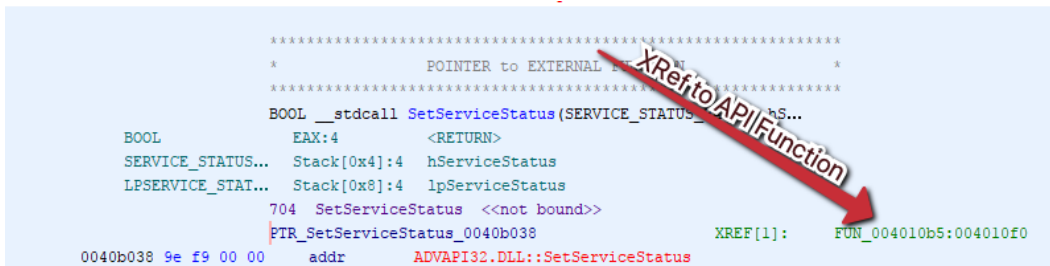 ************************************************************
* POINTER to EXTERNAL *
************************************************************
XRef to API Function
BOOL __stdcall SetServiceStatus(SERVICE_STATUS hS...
BOOL EAX:4 <RETURN>
SERVICE_STATUS... Stack[0x4]:4 hServiceStatus
LPSERVICE_STAT... Stack[0x8]:4 lpServiceStatus
704 SetServiceStatus <<not bound>>
PTR_SetServiceStatus_0040b038 XREF[1]: FUN_004010b5:004010f0
0040b038 9e f9 00 00 addr ADVAPI32.DLL::SetServiceStatus